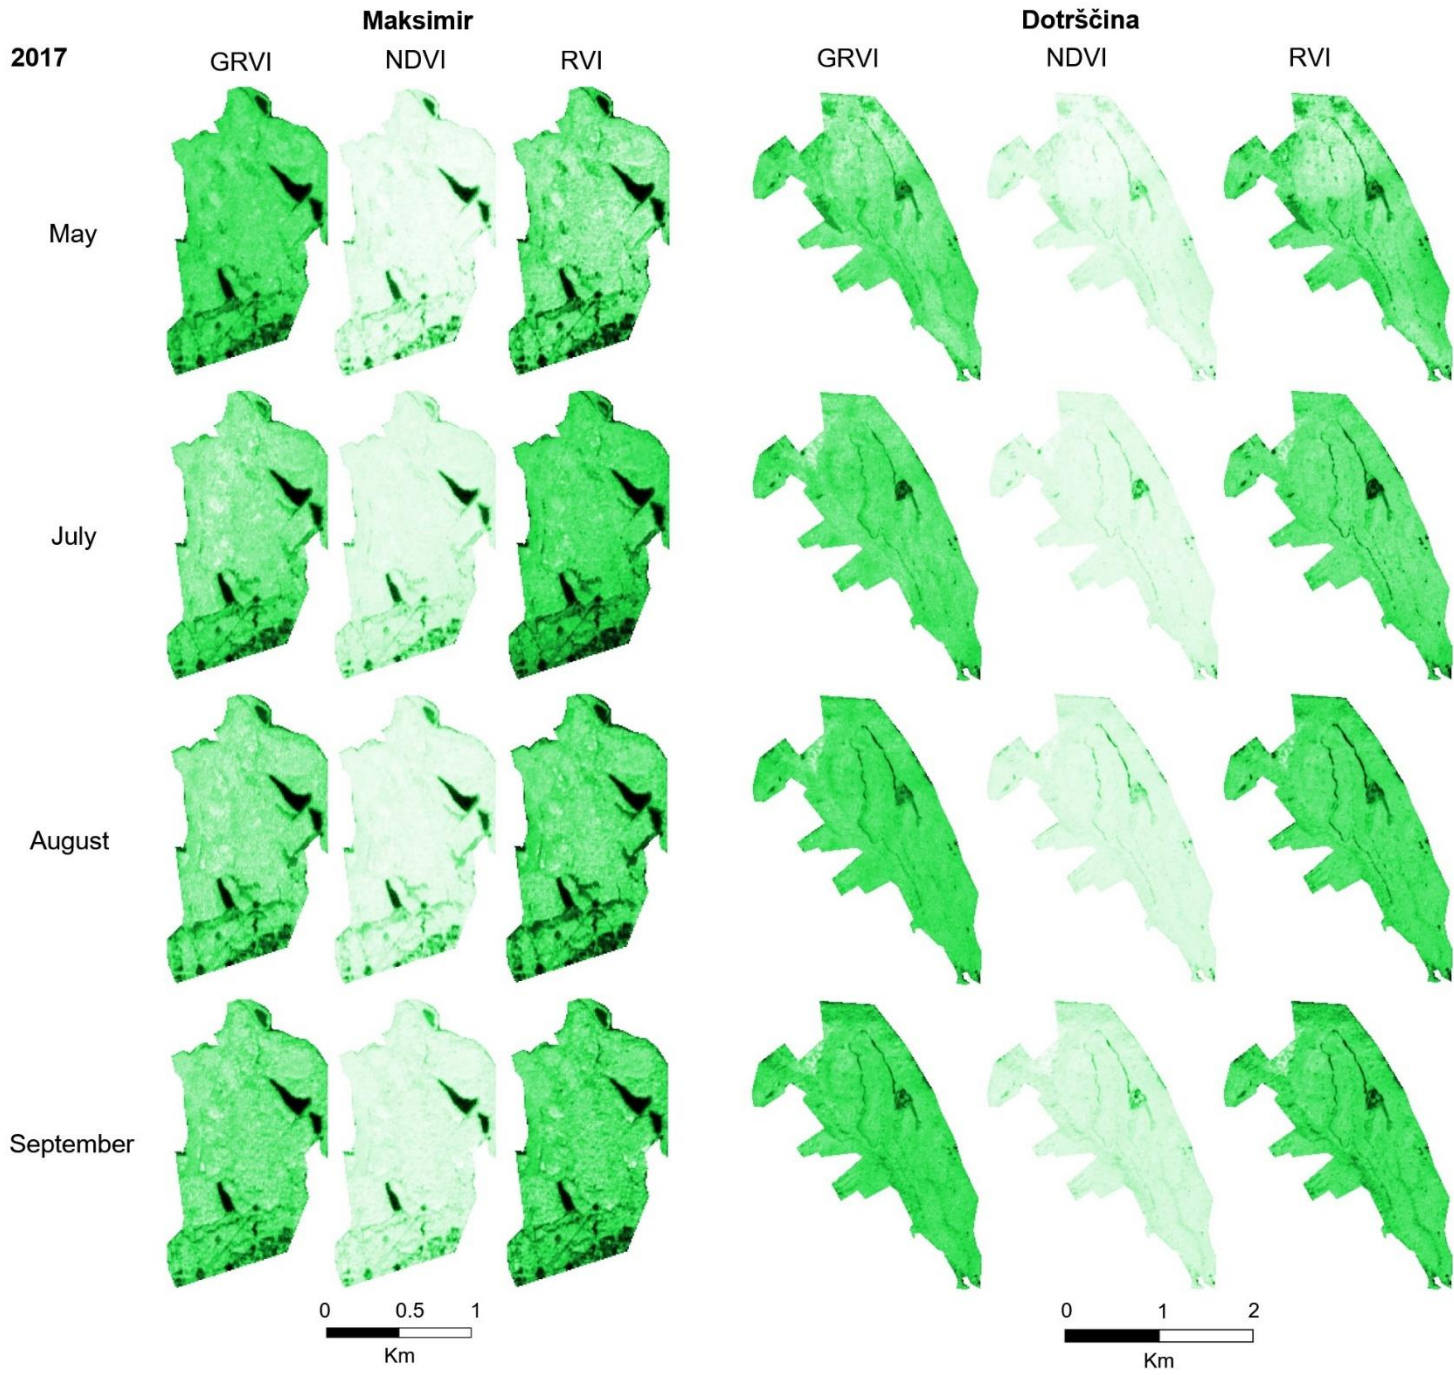 Maksimir
Dotrščina
2017
GRVI NDVI RVI
GRVI NDVI RVI
May
July
August
September
0 0.5 1
Km
0 1 2
Km